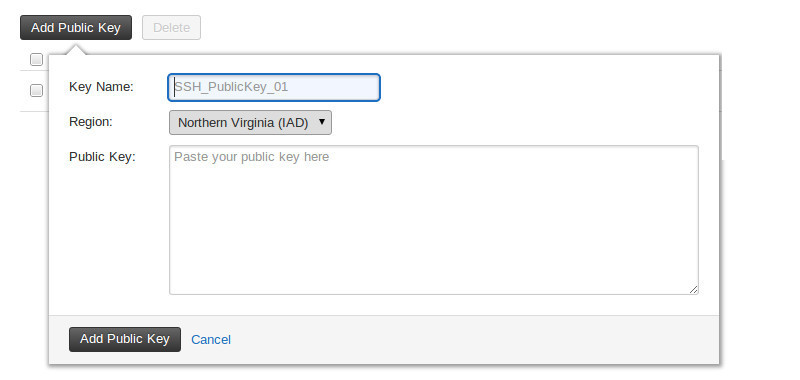 Add Public Key Delete
Key Name: SSH_PublicKey_01
Region: Northern Virginia (IAD)
Public Key: Paste your public key here
Add Public Key Cancel